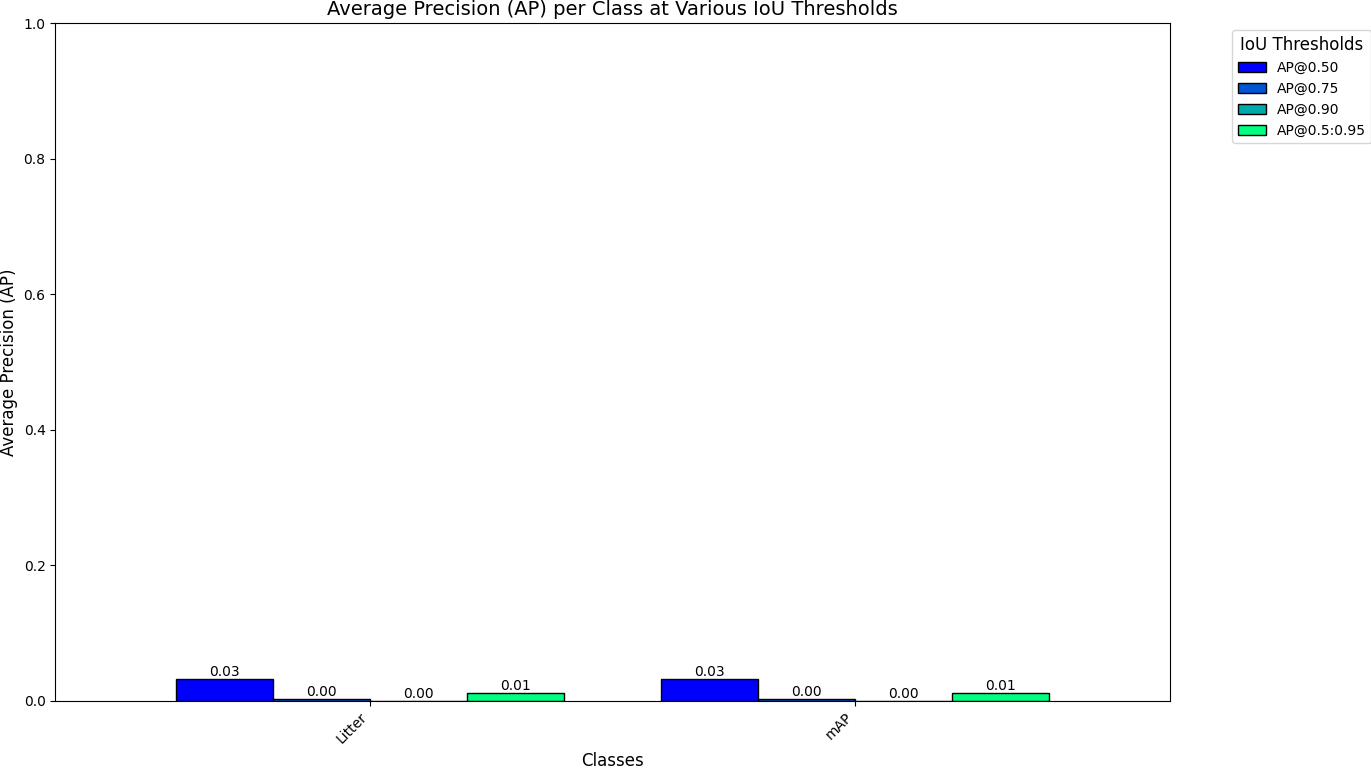 Average Precision (AP) per Class at Various IoU Thresholds
1.0
0.8
0.6
0.4
0.2
0.0
Average Precision (AP)
0.03
0.00
0.00
0.01
0.03
0.00
0.00
0.01
Litter
mAP
Classes
IoU Thresholds
AP@0.50
AP@0.75
AP@0.90
AP@0.5:0.95